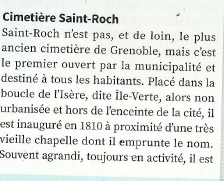 Cimetière Saint-Roch
Saint-Roch n'est pas, et de loin, le plus
ancien cimetière de Grenoble, mais c'est
le premier ouvert par la municipalité et
destiné à tous les habitants. Placé dans la
boucle de l'Isère, dite Île-Verte, alors non
urbanisée et hors de l'enceinte de la cité, il
est inauguré en 1810 à proximité d'une très
vieille chapelle dont il emprunte le nom.
Souvent agrandi, toujours en activité, il est